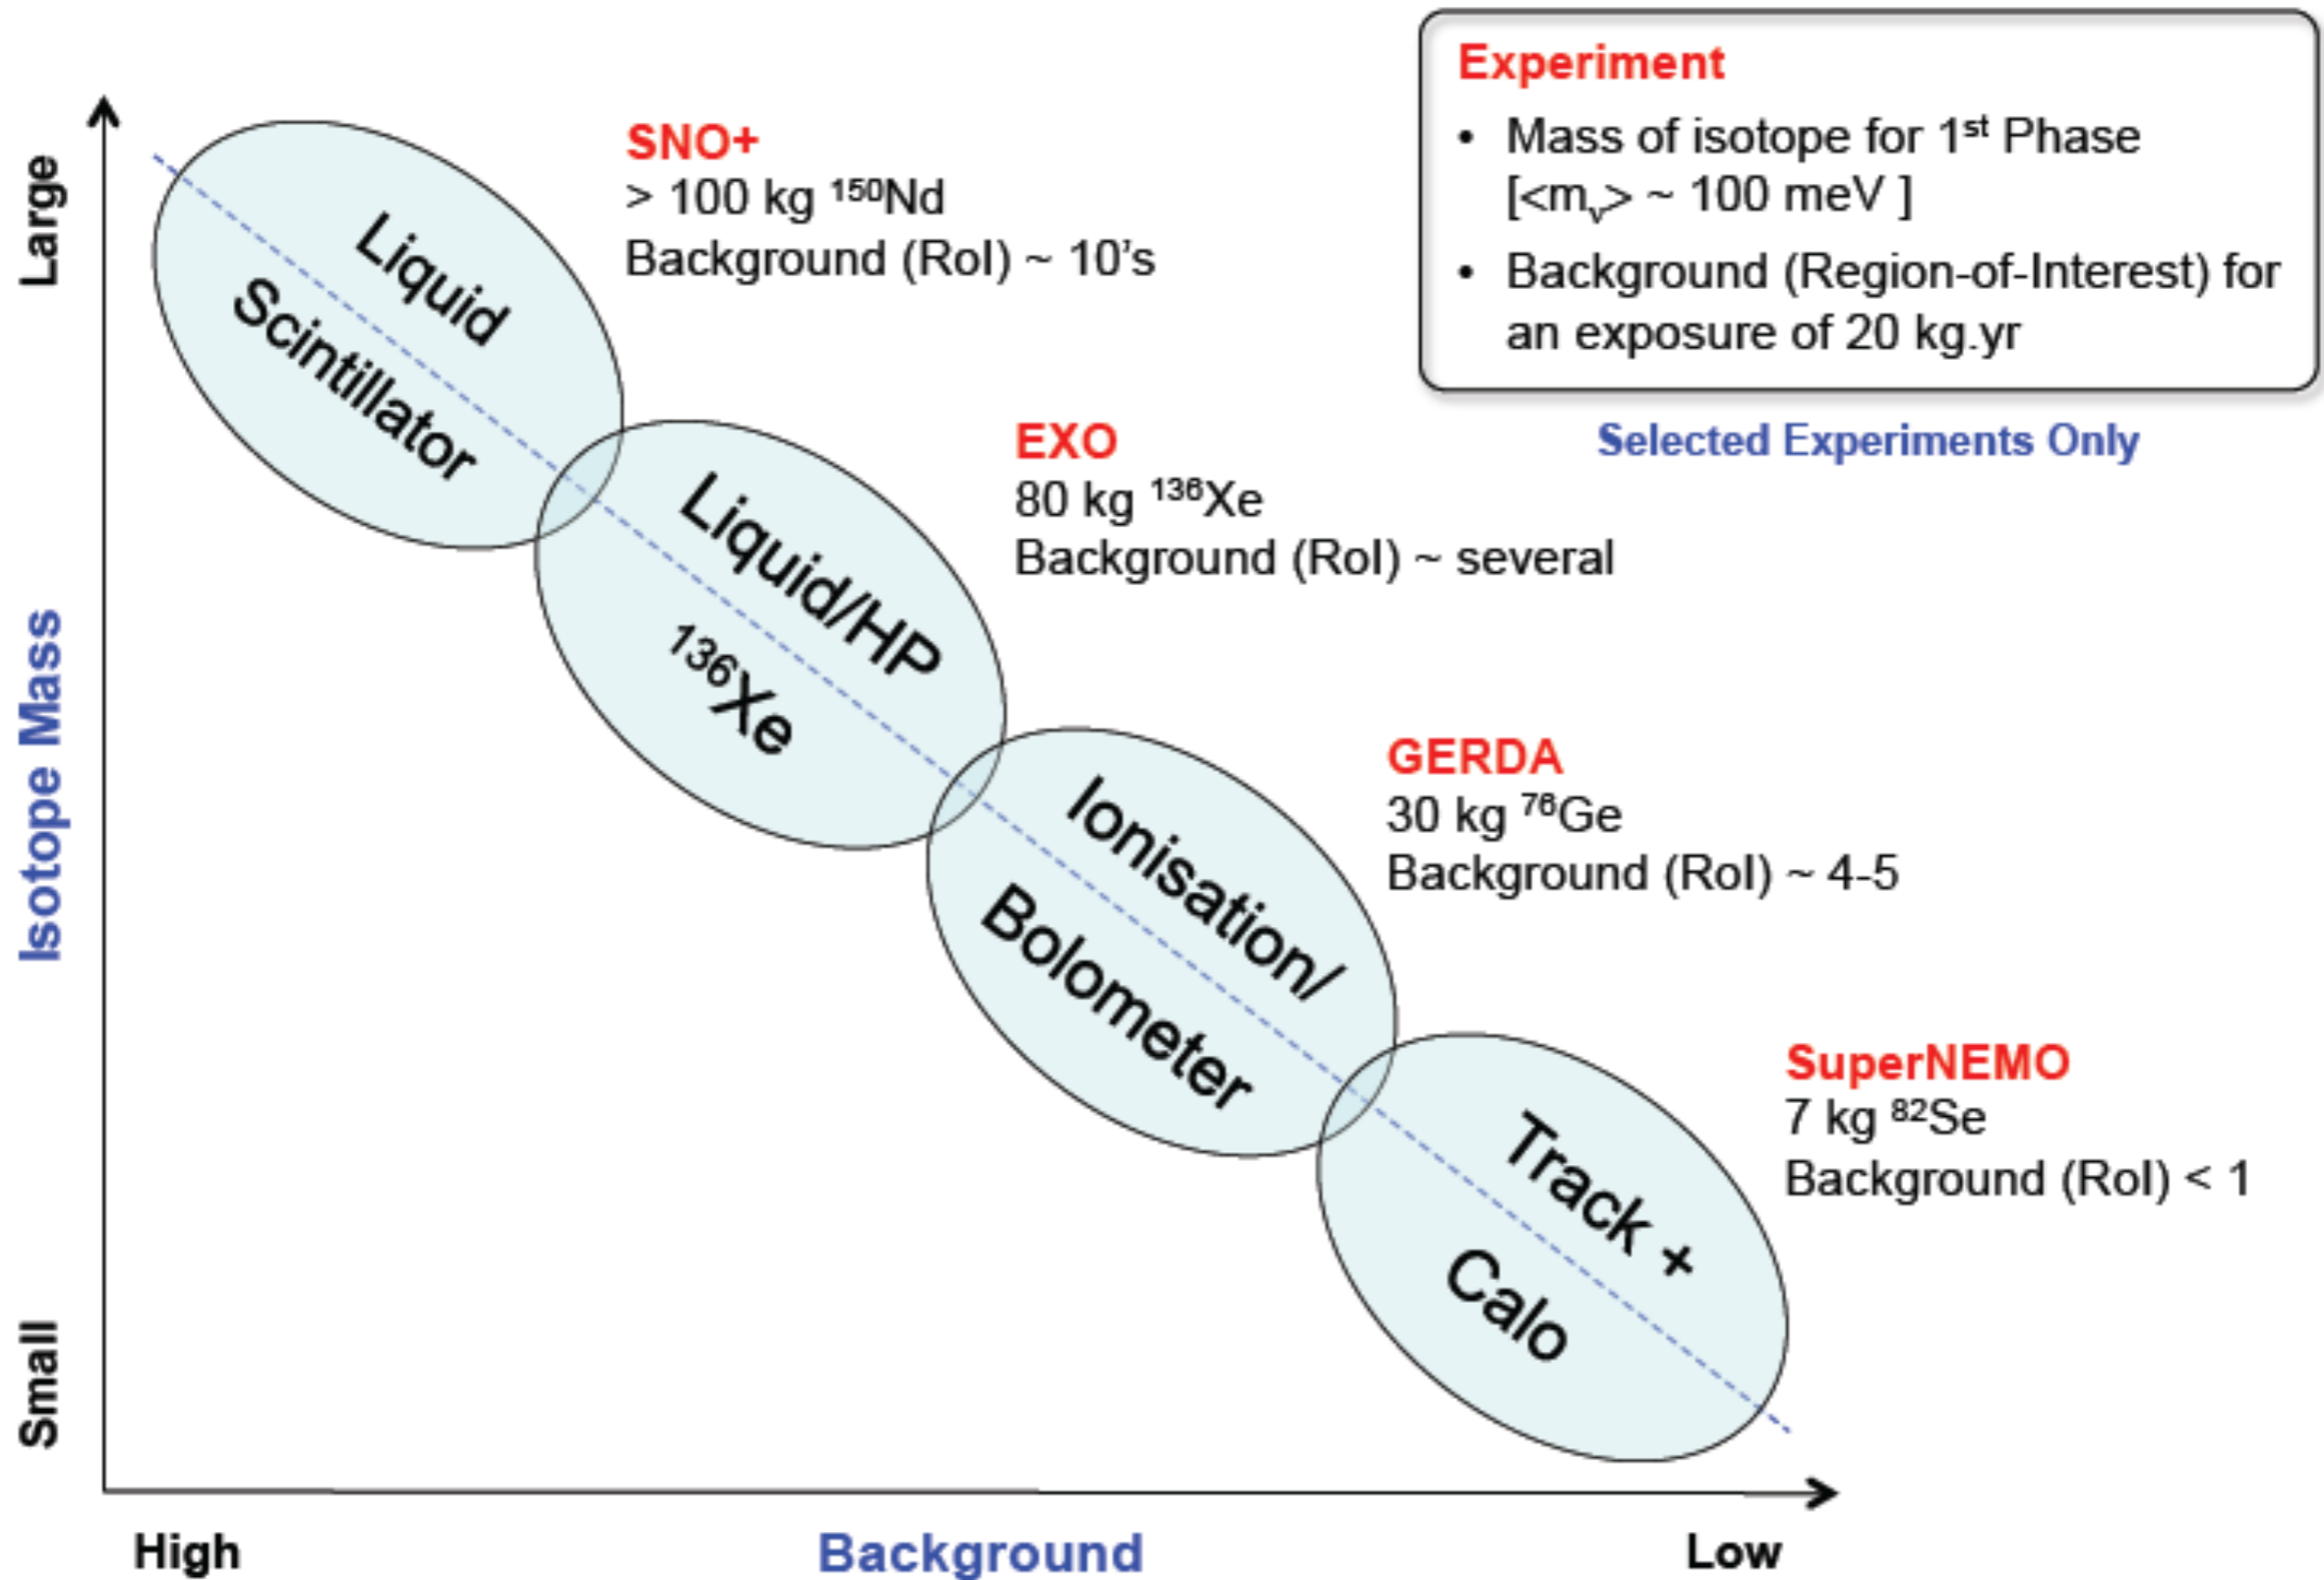 Experiment
• Mass of isotope for 1st Phase
[<mν> ~ 100 meV ]
• Background (Region-of-Interest) for
an exposure of 20 kg.yr
Selected Experiments Only
SNO+
> 100 kg 150Nd
Background (RoI) ~ 10's
EXO
80 kg 136Xe
Background (RoI) ~ several
GERDA
30 kg 76Ge
Background (RoI) ~ 4-5
SuperNEMO
7 kg 82Se
Background (RoI) < 1
Liquid
Scintillator
Liquid/HP
136Xe
Ionisation/
Bolometer
Track +
Calo
Large
Isotope Mass
Small
High
Background
Low